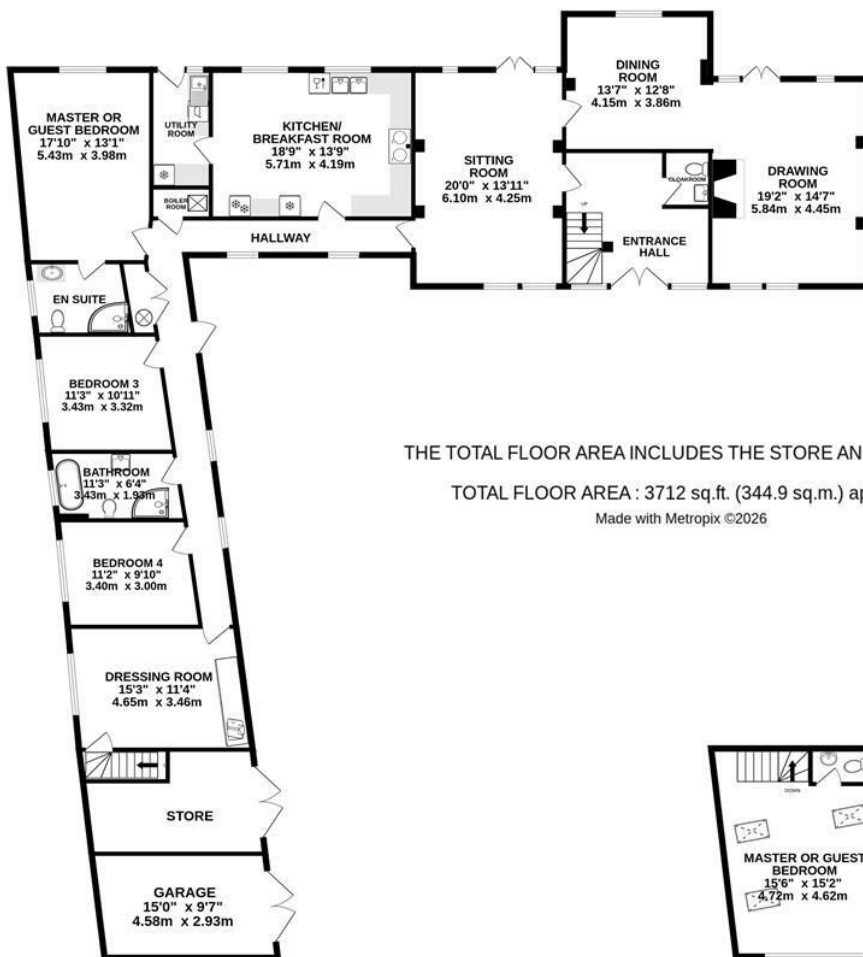 DINING
ROOM
13'7" x 12'8"
4.15m x 3.86m
MASTER OR
GUEST BEDROOM
17'10" x 13'1"
5.43m x 3.98m
UTILITY
ROOM
KITCHEN/
BREAKFAST ROOM
18'9" x 13'9"
5.71m x 4.19m
SITTING
ROOM
20'0" x 13'11"
6.10m x 4.25m
CLOAKROOM
DRAWING
ROOM
19'2" x 14'7"
5.84m x 4.45m
BOILER
ROOM
UP
HALLWAY
ENTRANCE
HALL
EN SUITE
BEDROOM 3
11'3" x 10'11"
3.43m x 3.32m
THE TOTAL FLOOR AREA INCLUDES THE STORE AN
BATHROOM
11'3" x 6'4"
3.43m x 1.93m
TOTAL FLOOR AREA : 3712 sq.ft. (344.9 sq.m.) ap
Made with Metropix ©2026
BEDROOM 4
11'2" x 9'10"
3.40m x 3.00m
DRESSING ROOM
15'3" x 11'4"
4.65m x 3.46m
STORE
DOWN
MASTER OR GUEST
BEDROOM
15'6" x 15'2"
4.72m x 4.62m
GARAGE
15'0" x 9'7"
4.58m x 2.93m